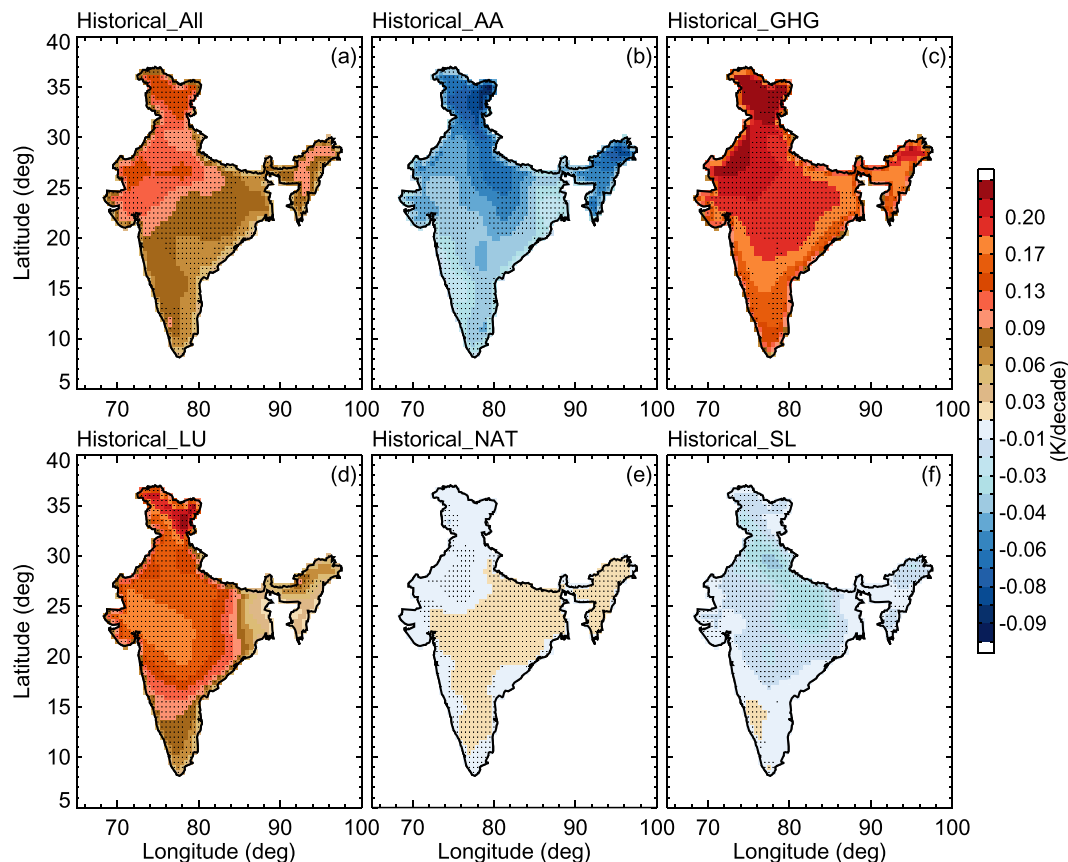 Historical_All
Historical_AA
Historical_GHG
(a)
(b)
(c)
40
35
30
25
20
15
10
5
Latitude (deg)
70 80 90 100
70 80 90 100
70 80 90 100
Historical_LU
Historical_NAT
Historical_SL
(d)
(e)
(f)
40
35
30
25
20
15
10
5
Latitude (deg)
70 80 90 100
70 80 90 100
70 80 90 100
Longitude (deg)
Longitude (deg)
Longitude (deg)
0.20
0.17
0.13
0.09
0.06
0.03
-0.01
-0.03
-0.04
-0.06
-0.08
-0.09
(K/decade)